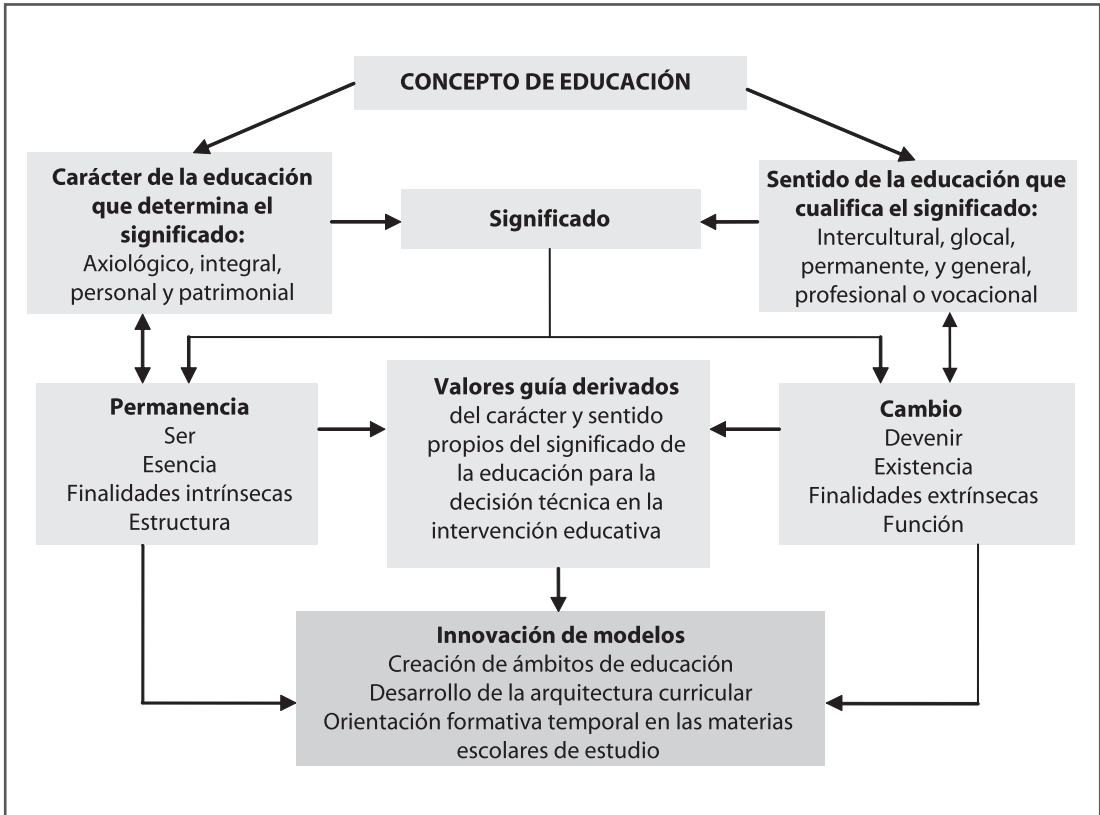 CONCEPTO DE EDUCACIÓN
Carácter de la educación
que determina el
significado:
Axiológico, integral,
personal y patrimonial
Significado
Sentido de la educación que
cualifica el significado:
Intercultural, glocal,
permanente, y general,
profesional o vocacional
Permanencia
Ser
Esencia
Finalidades intrínsecas
Estructura
Valores guía derivados
del carácter y sentido
propios del significado de
la educación para la
decisión técnica en la
intervención educativa
Cambio
Devenir
Existencia
Finalidades extrínsecas
Función
Innovación de modelos
Creación de ámbitos de educación
Desarrollo de la arquitectura curricular
Orientación formativa temporal en las materias
escolares de estudio